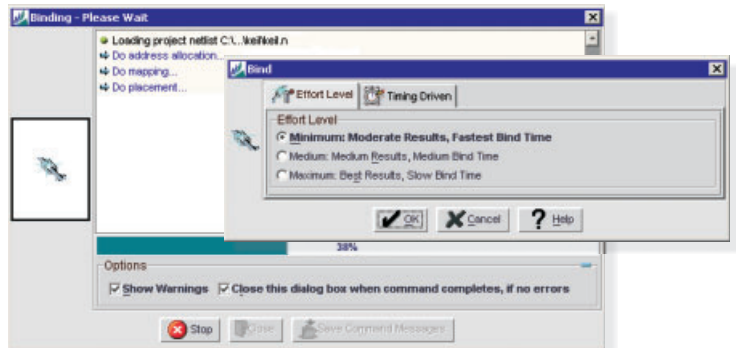 Binding - Please Wait
Loading project netlist C:\...\keil\keil.n
Do address allocation...
Do mapping...
Do placement...
Bind
Effort Level
Timing Driven
Effort Level
Minimum: Moderate Results, Fastest Bind Time
Medium: Medium Results, Medium Bind Time
Maximum: Best Results, Slow Bind Time
OK
Cancel
? Help
38%
Options
Show Warnings
Close this dialog box when command completes, if no errors
Stop
Close
Save Command Messages